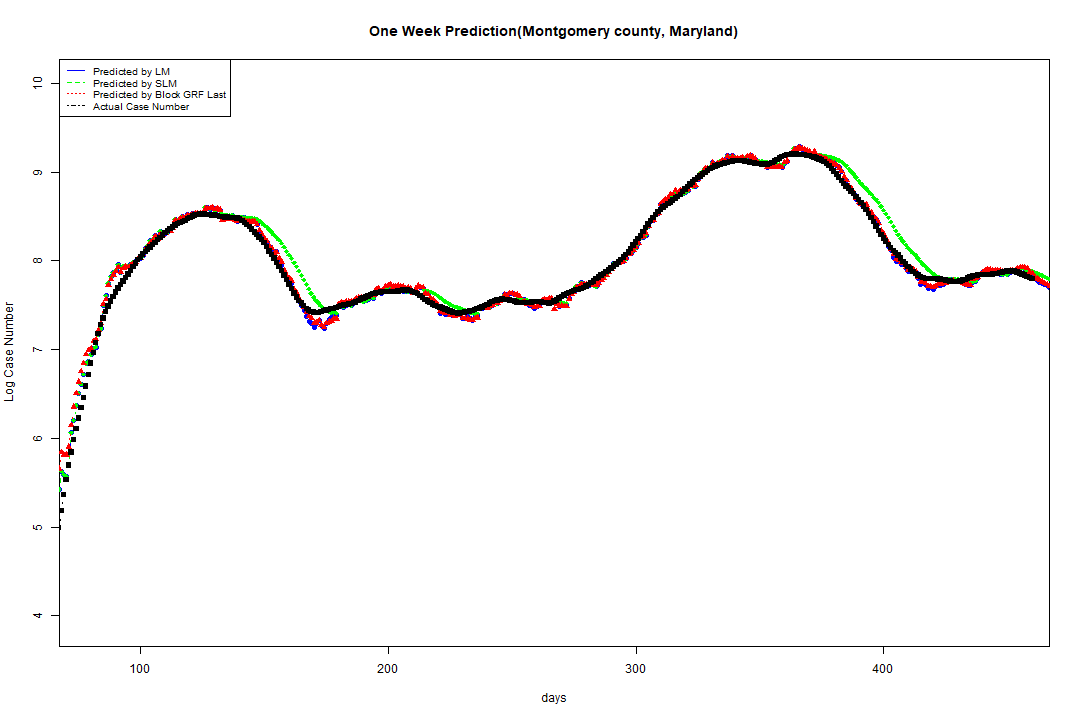 One Week Prediction(Montgomery county, Maryland)
Predicted by LM
Predicted by SLM
Predicted by Block GRF Last
Actual Case Number
10
9
8
7
6
5
4
Log Case Number
100
200
300
400
days